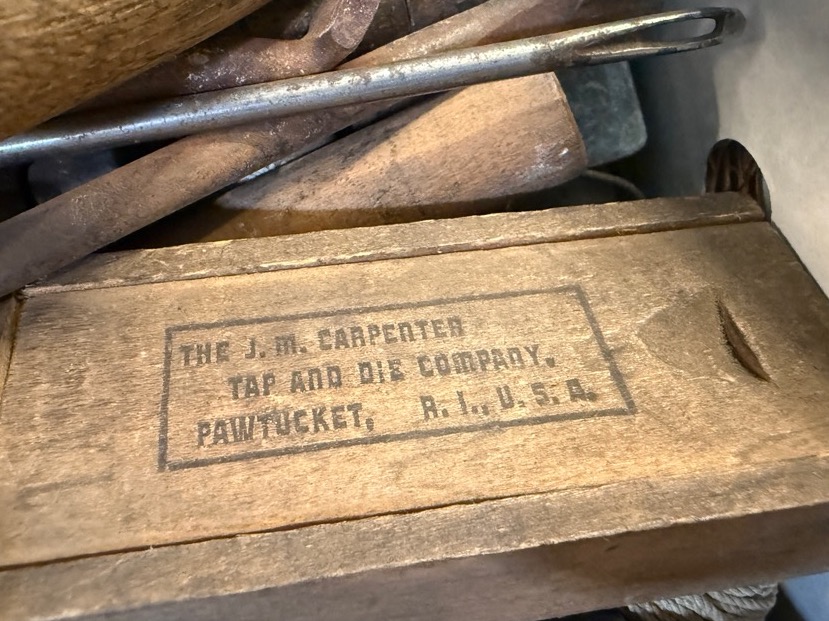 THE J. M. CARPENTER
TAP AND DIE COMPANY.
PAWTUCKET, R. I., U. S. A.